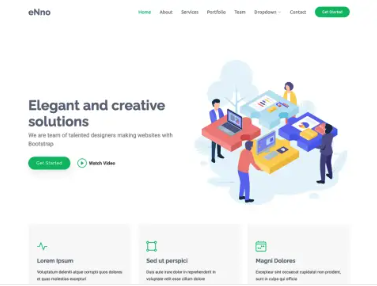 eNno
Home About Services Portfolio Team Dropdown Contact Get Started
Elegant and creative
solutions
We are team of talented designers making websites with
Bootstrap
Get Started Watch Video
Lorem Ipsum
Voluptatum deleniti atque corrupti quos dolores
et quas molestias excepturi
Sed ut perspici
Duis aute irure dolor in reprehenderit in
voluptate velit esse cillum dolore
Magni Dolores
Excepteur sint occaecat cupidatat non proident,
sunt in culpa qui officia